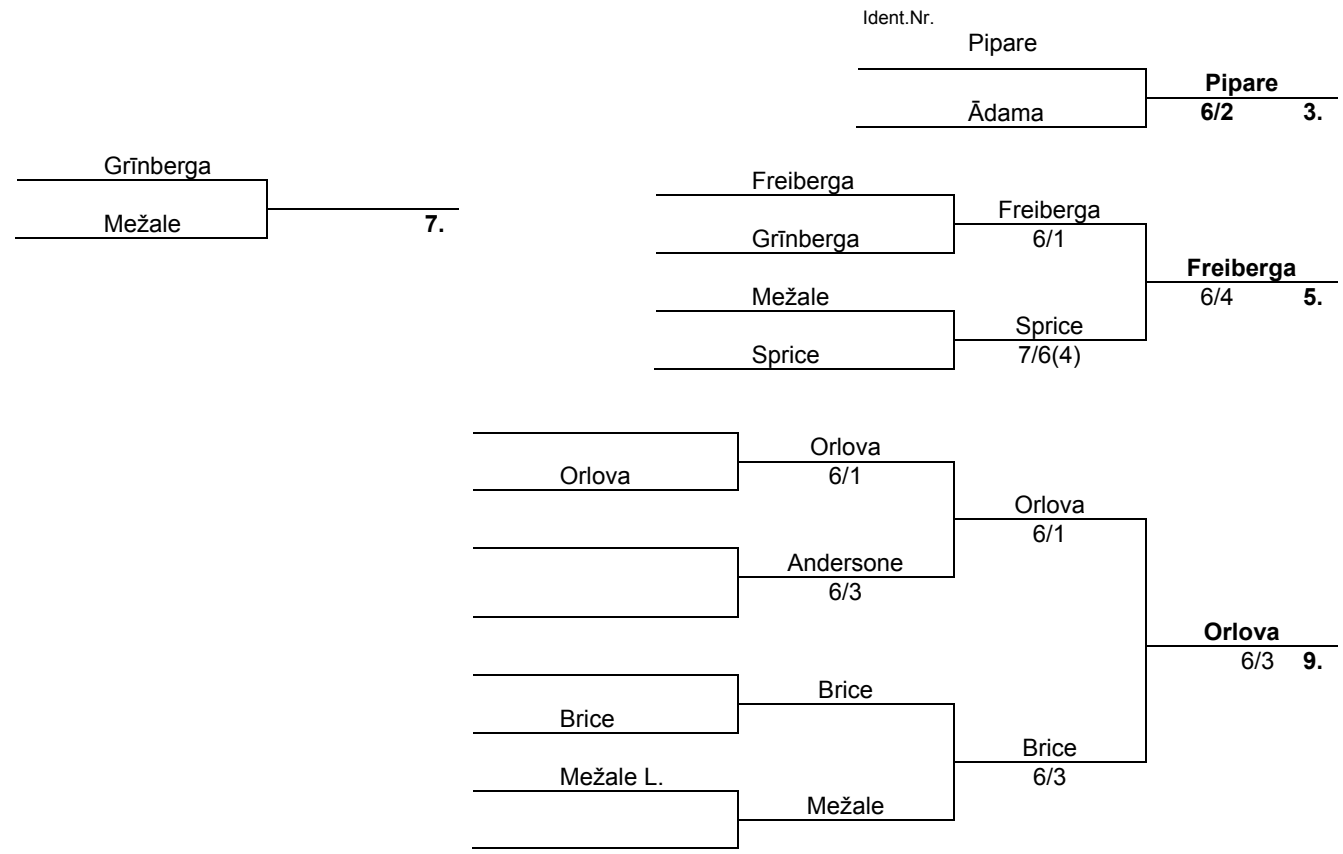 Ident.Nr.
Pipare
Pipare
Ādama
6/2 3.
Grīnberga
Mežale 7.
Freiberga
Freiberga
Grīnberga
6/1
Freiberga
Mežale
6/4 5.
Sprice
Sprice
7/6(4)
Orlova
Orlova
6/1
Orlova
6/1
Andersone
6/3
Orlova
6/3 9.
Brice
Brice
Brice
Mežale L.
6/3
Mežale